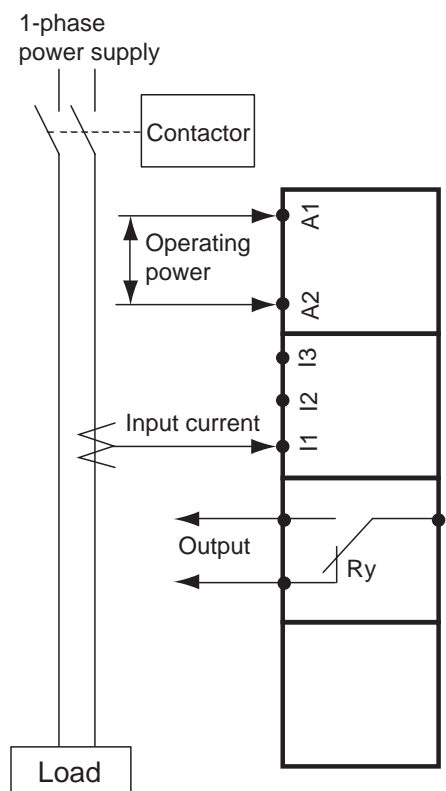 1-phase
power supply
Contactor
A1
Operating
power
A2
I3
I2
Input current
I1
Output
Ry
Load